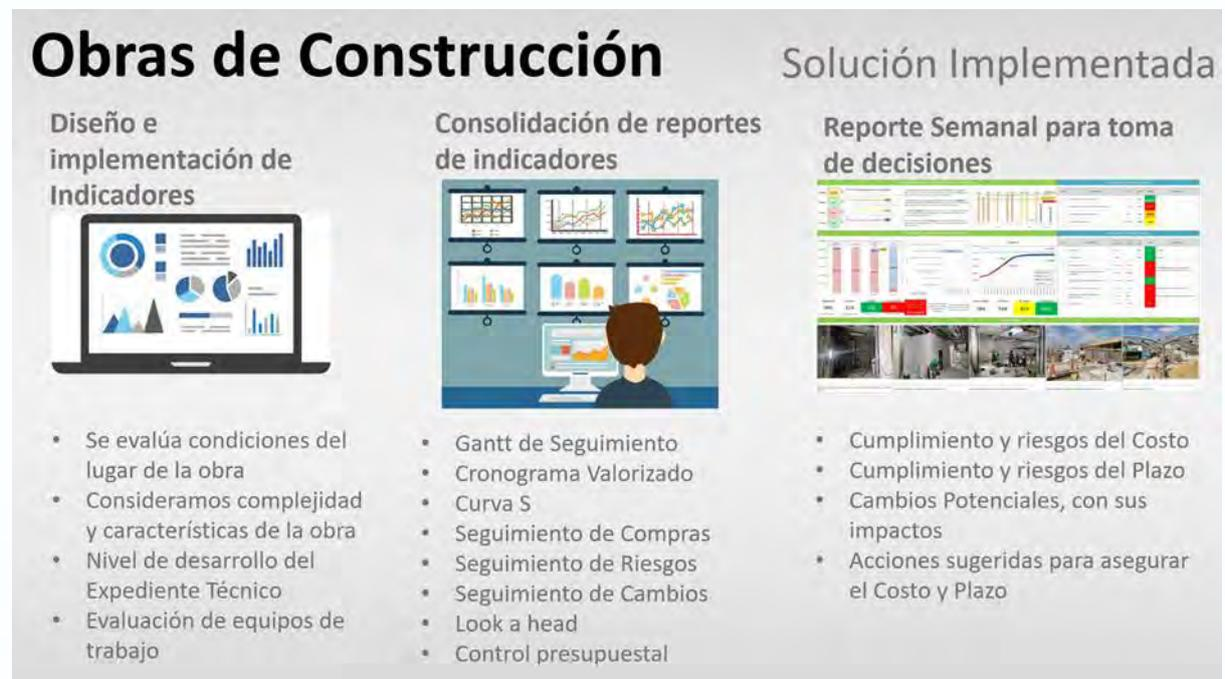 Obras de Construcción
Solución Implementada
Diseño e
implementación de
Indicadores
• Se evalúa condiciones del
lugar de la obra
• Consideramos complejidad
y características de la obra
• Nivel de desarrollo del
Expediente Técnico
• Evaluación de equipos de
trabajo
Consolidación de reportes
de indicadores
• Gantt de Seguimiento
• Cronograma Valorizado
• Curva S
• Seguimiento de Compras
• Seguimiento de Riesgos
• Seguimiento de Cambios
• Look a head
• Control presupuestal
Reporte Semanal para toma
de decisiones
• Cumplimiento y riesgos del Costo
• Cumplimiento y riesgos del Plazo
• Cambios Potenciales, con sus
impactos
• Acciones sugeridas para asegurar
el Costo y Plazo